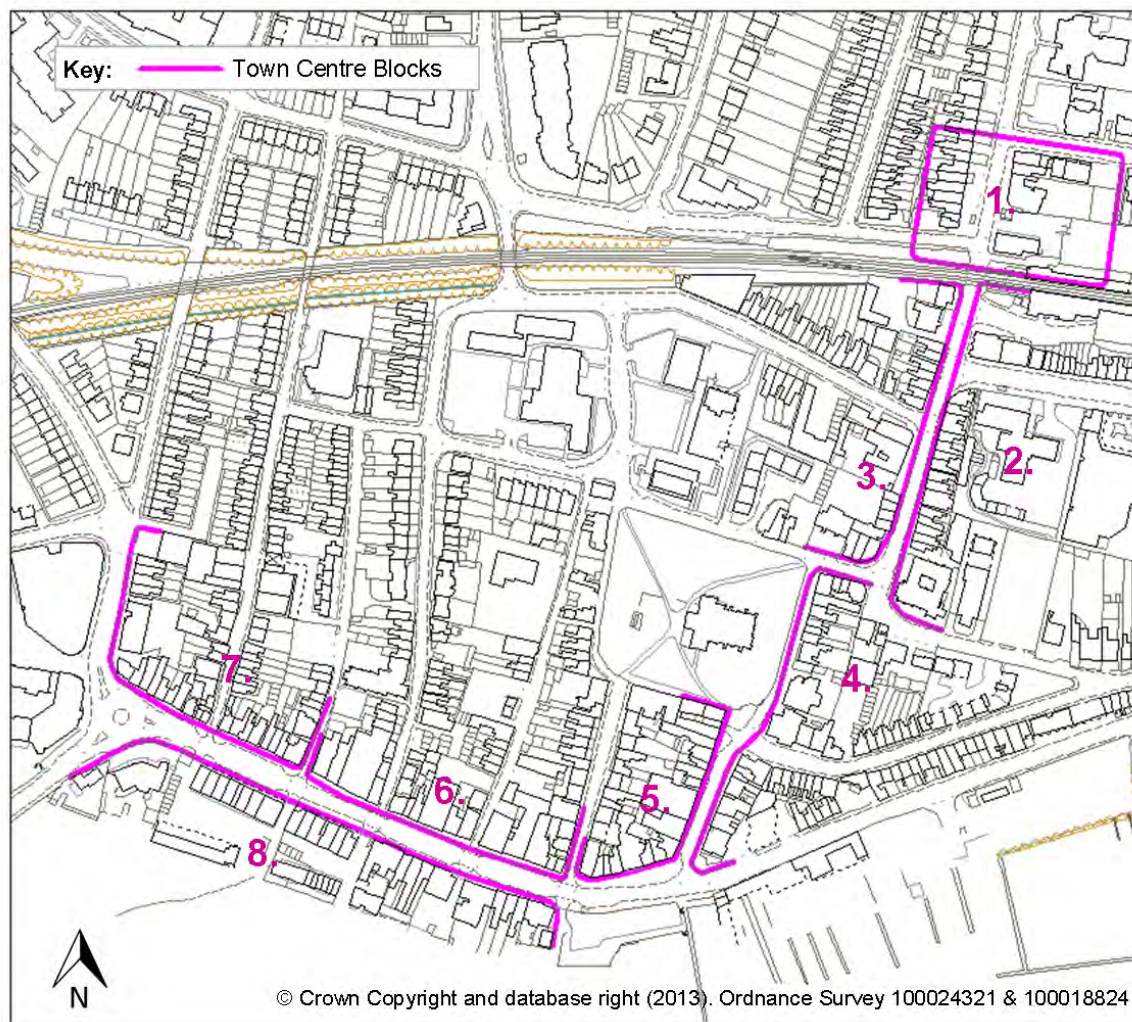 Key: Town Centre Blocks
1.
2.
3.
4.
5.
7.
6.
8.
N
© Crown Copyright and database right (2013). Ordnance Survey 100024321 & 100018824